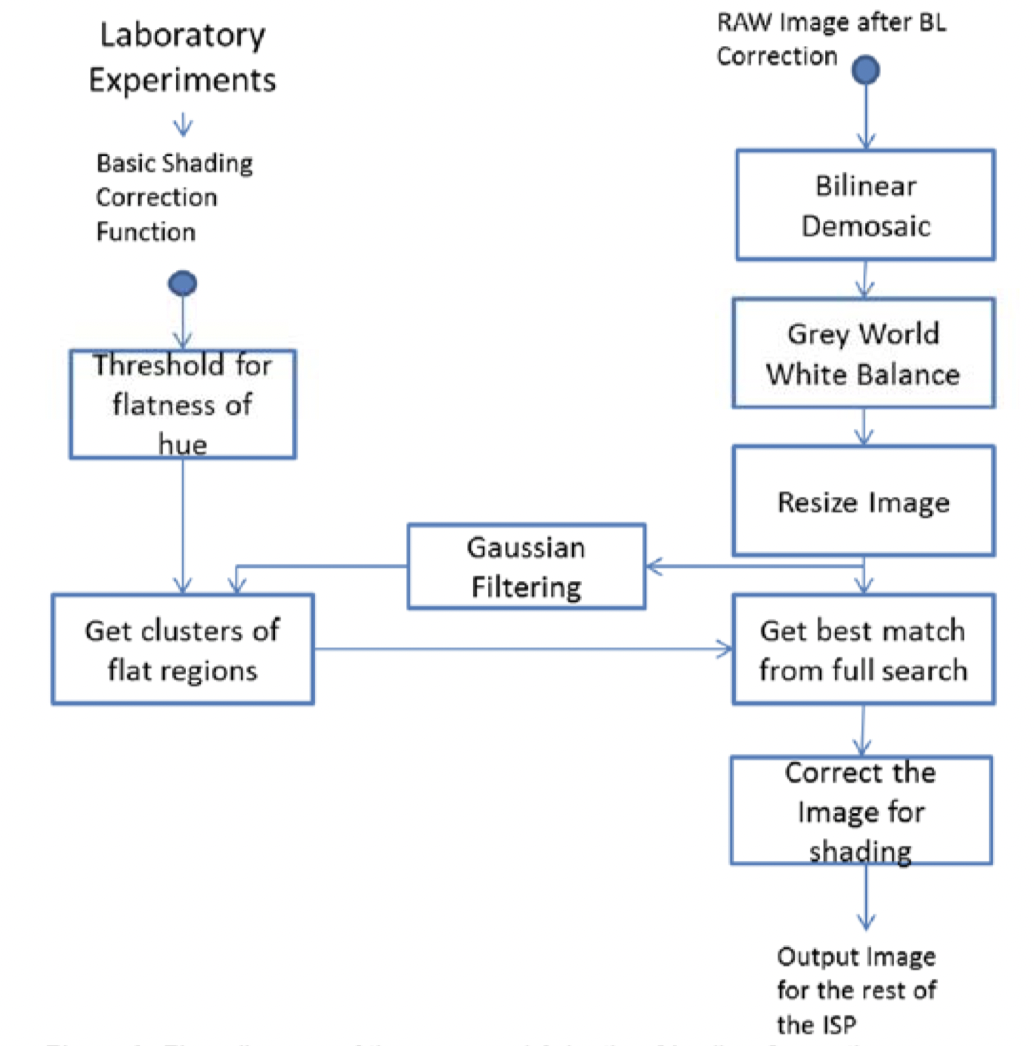 Laboratory
Experiments
Basic Shading
Correction
Function
Threshold for
flatness of
hue
Get clusters of
flat regions
Gaussian
Filtering
RAW Image after BL
Correction
Bilinear
Demosaic
Grey World
White Balance
Resize Image
Get best match
from full search
Correct the
Image for
shading
Output Image
for the rest of
the ISP